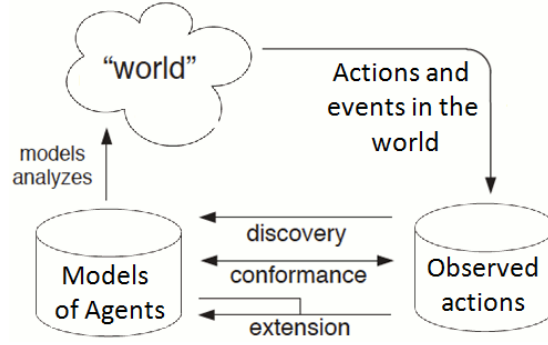 "world"
Actions and
events in the
world
models
analyzes
discovery
Models
of Agents
conformance
Observed
actions
extension